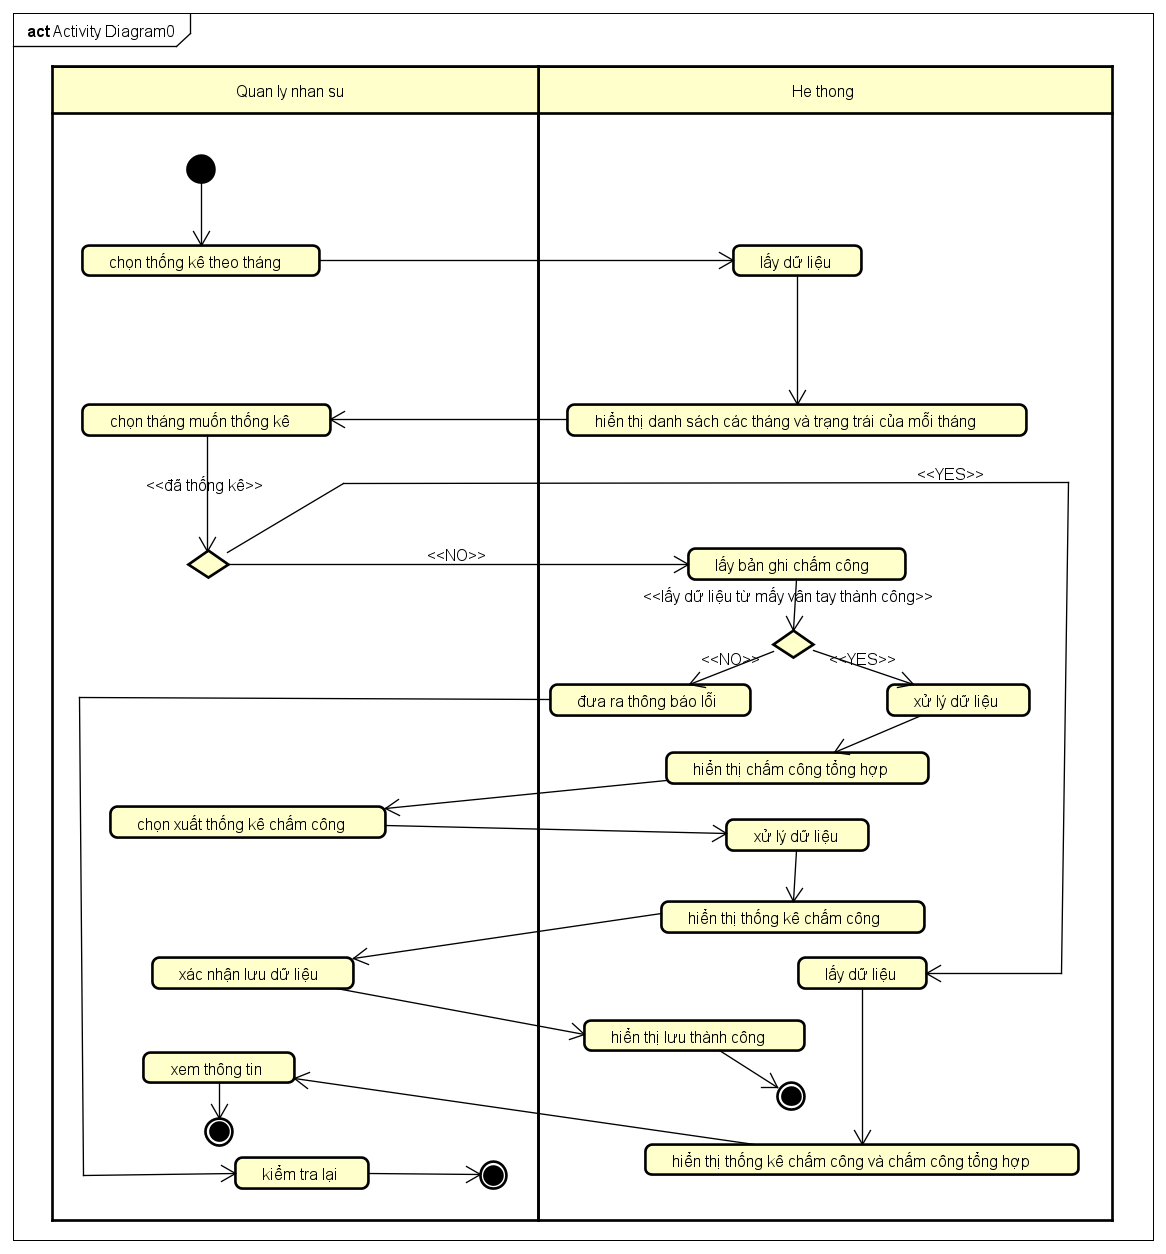 act Activity Diagram0
Quan ly nhan su
He thong
chọn thống kê theo tháng
lấy dữ liệu
chọn tháng muốn thống kê
hiển thị danh sách các tháng và trạng trái của mỗi tháng
<<đã thống kê>>
<<YES>>
<<NO>>
lấy bản ghi chấm công
<<lấy dữ liệu từ mấy vân tay thành công>>
<<NO>>
<<YES>>
đưa ra thông báo lỗi
xử lý dữ liệu
hiển thị chấm công tổng hợp
chọn xuất thống kê chấm công
xử lý dữ liệu
hiển thị thống kê chấm công
xác nhận lưu dữ liệu
lấy dữ liệu
hiển thị lưu thành công
xem thông tin
hiển thị thống kê chấm công và chấm công tổng hợp
kiểm tra lại